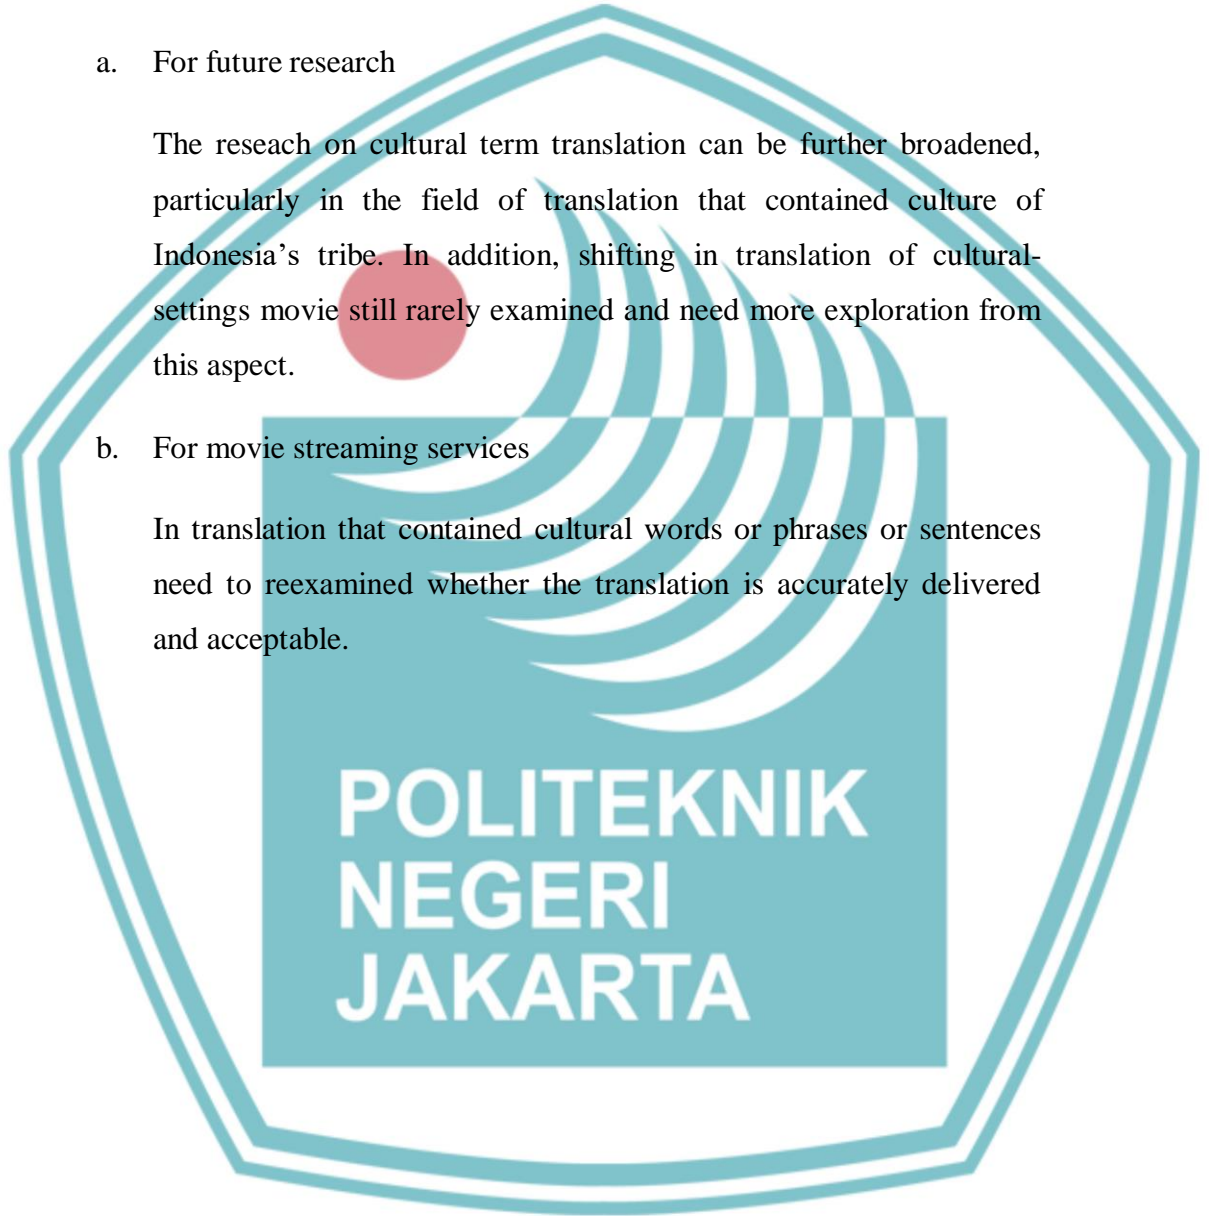 a. For future research
The reseach on cultural term translation can be further broadened,
particularly in the field of translation that contained culture of
Indonesia’s tribe. In addition, shifting in translation of cultural-
settings movie still rarely examined and need more exploration from
this aspect.
b. For movie streaming services
In translation that contained cultural words or phrases or sentences
need to reexamined whether the translation is accurately delivered
and acceptable.
POLITEKNIK
NEGERI
JAKARTA